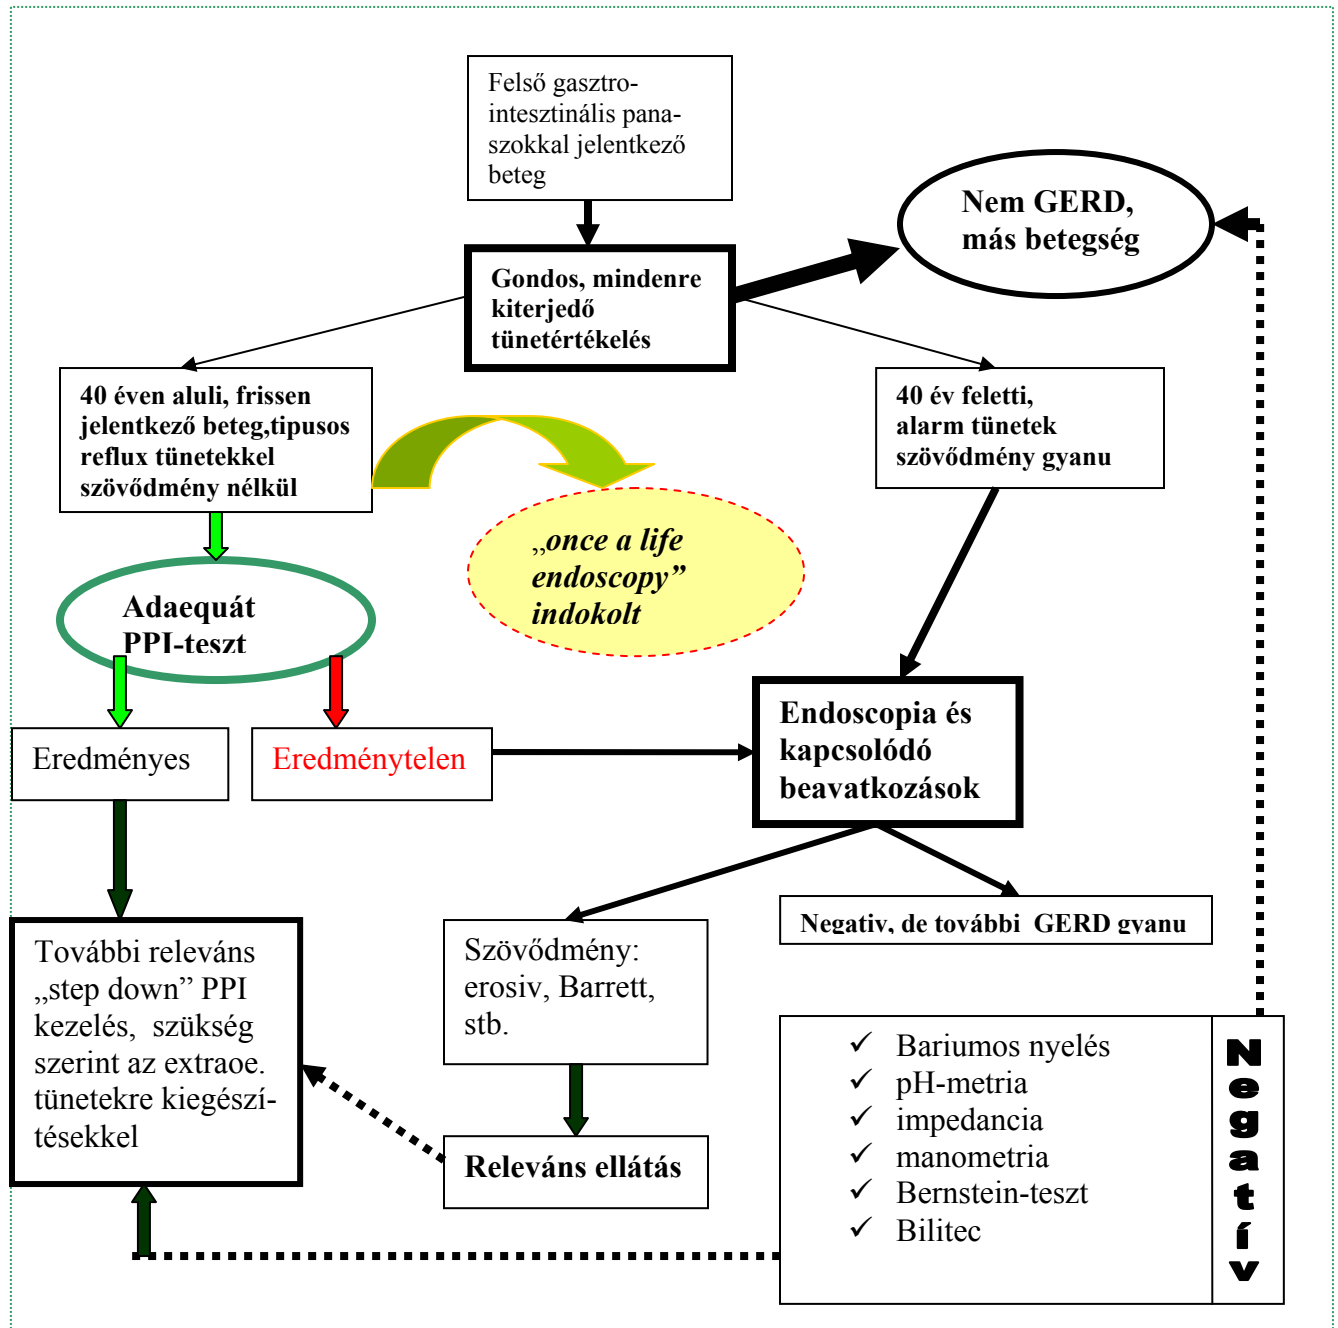 Felső gasztro-
intesztinális pana-
szokkal jelentkező
beteg
Nem GERD,
más betegség
Gondos, mindenre
kiterjedő
tünetértékelés
40 éven aluli, frissen
jelentkező beteg,tipusos
reflux tünetekkel
szövődmény nélkül
40 év feletti,
alarm tünetek
szövődmény gyanu
„once a life
endoscopy”
indokolt
Adaequát
PPI-teszt
Eredményes
Eredménytelen
Endoscopia és
kapcsolódó
beavatkozások
Negativ, de további GERD gyanu
Szövődmény:
erosiv, Barrett,
stb.
További releváns
„step down” PPI
kezelés, szükség
szerint az extraoe.
tünetekre kiegészí-
tésekkel
Releváns ellátás
✓ Bariumos nyelés
✓ pH-metria
✓ impedancia
✓ manometria
✓ Bernstein-teszt
✓ Bilitec
Negatív